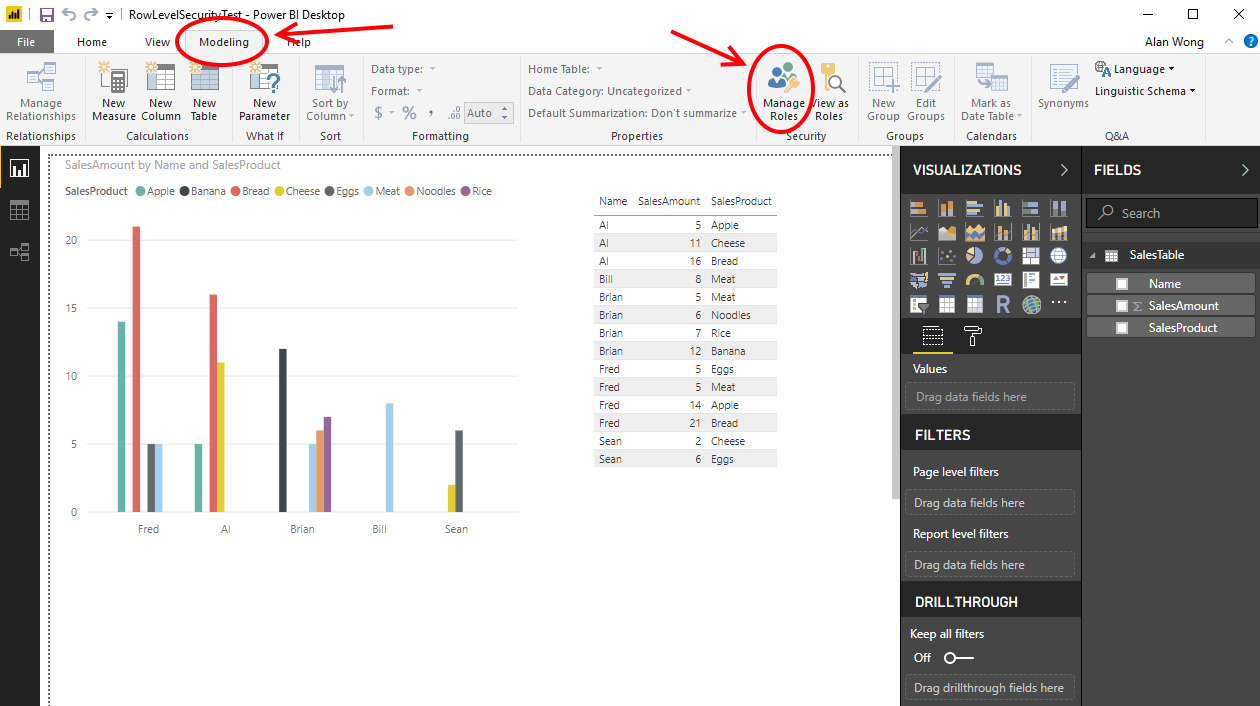 RowLevelSecurityTest - Power BI Desktop
File Home View Modeling Help Alan Wong
Manage Relationships
New Measure
New Column
New Table
New Parameter
Sort by Column
Data type:
Format:
$ % , .00 Auto
Home Table:
Data Category: Uncategorized
Default Summarization: Don't summarize
Manage Roles
View as Roles
New Group
Edit Groups
Mark as Date Table
Synonyms
Language
Linguistic Schema
Relationships Calculations What If Sort Formatting Properties Security Groups Calendars Q&A
SalesAmount by Name and SalesProduct
SalesProduct Apple Banana Bread Cheese Eggs Meat Noodles Rice
20
15
10
5
0
Fred Al Brian Bill Sean
Name SalesAmount SalesProduct
Al 5 Apple
Al 11 Cheese
Al 16 Bread
Bill 8 Meat
Brian 5 Meat
Brian 6 Noodles
Brian 7 Rice
Brian 12 Banana
Fred 5 Eggs
Fred 5 Meat
Fred 14 Apple
Fred 21 Bread
Sean 2 Cheese
Sean 6 Eggs
VISUALIZATIONS
123
R
...
Values
Drag data fields here
FILTERS
Page level filters
Drag data fields here
Report level filters
Drag data fields here
DRILLTHROUGH
Keep all filters
Off
Drag drillthrough fields here
FIELDS
Search
SalesTable
Name
Σ SalesAmount
SalesProduct